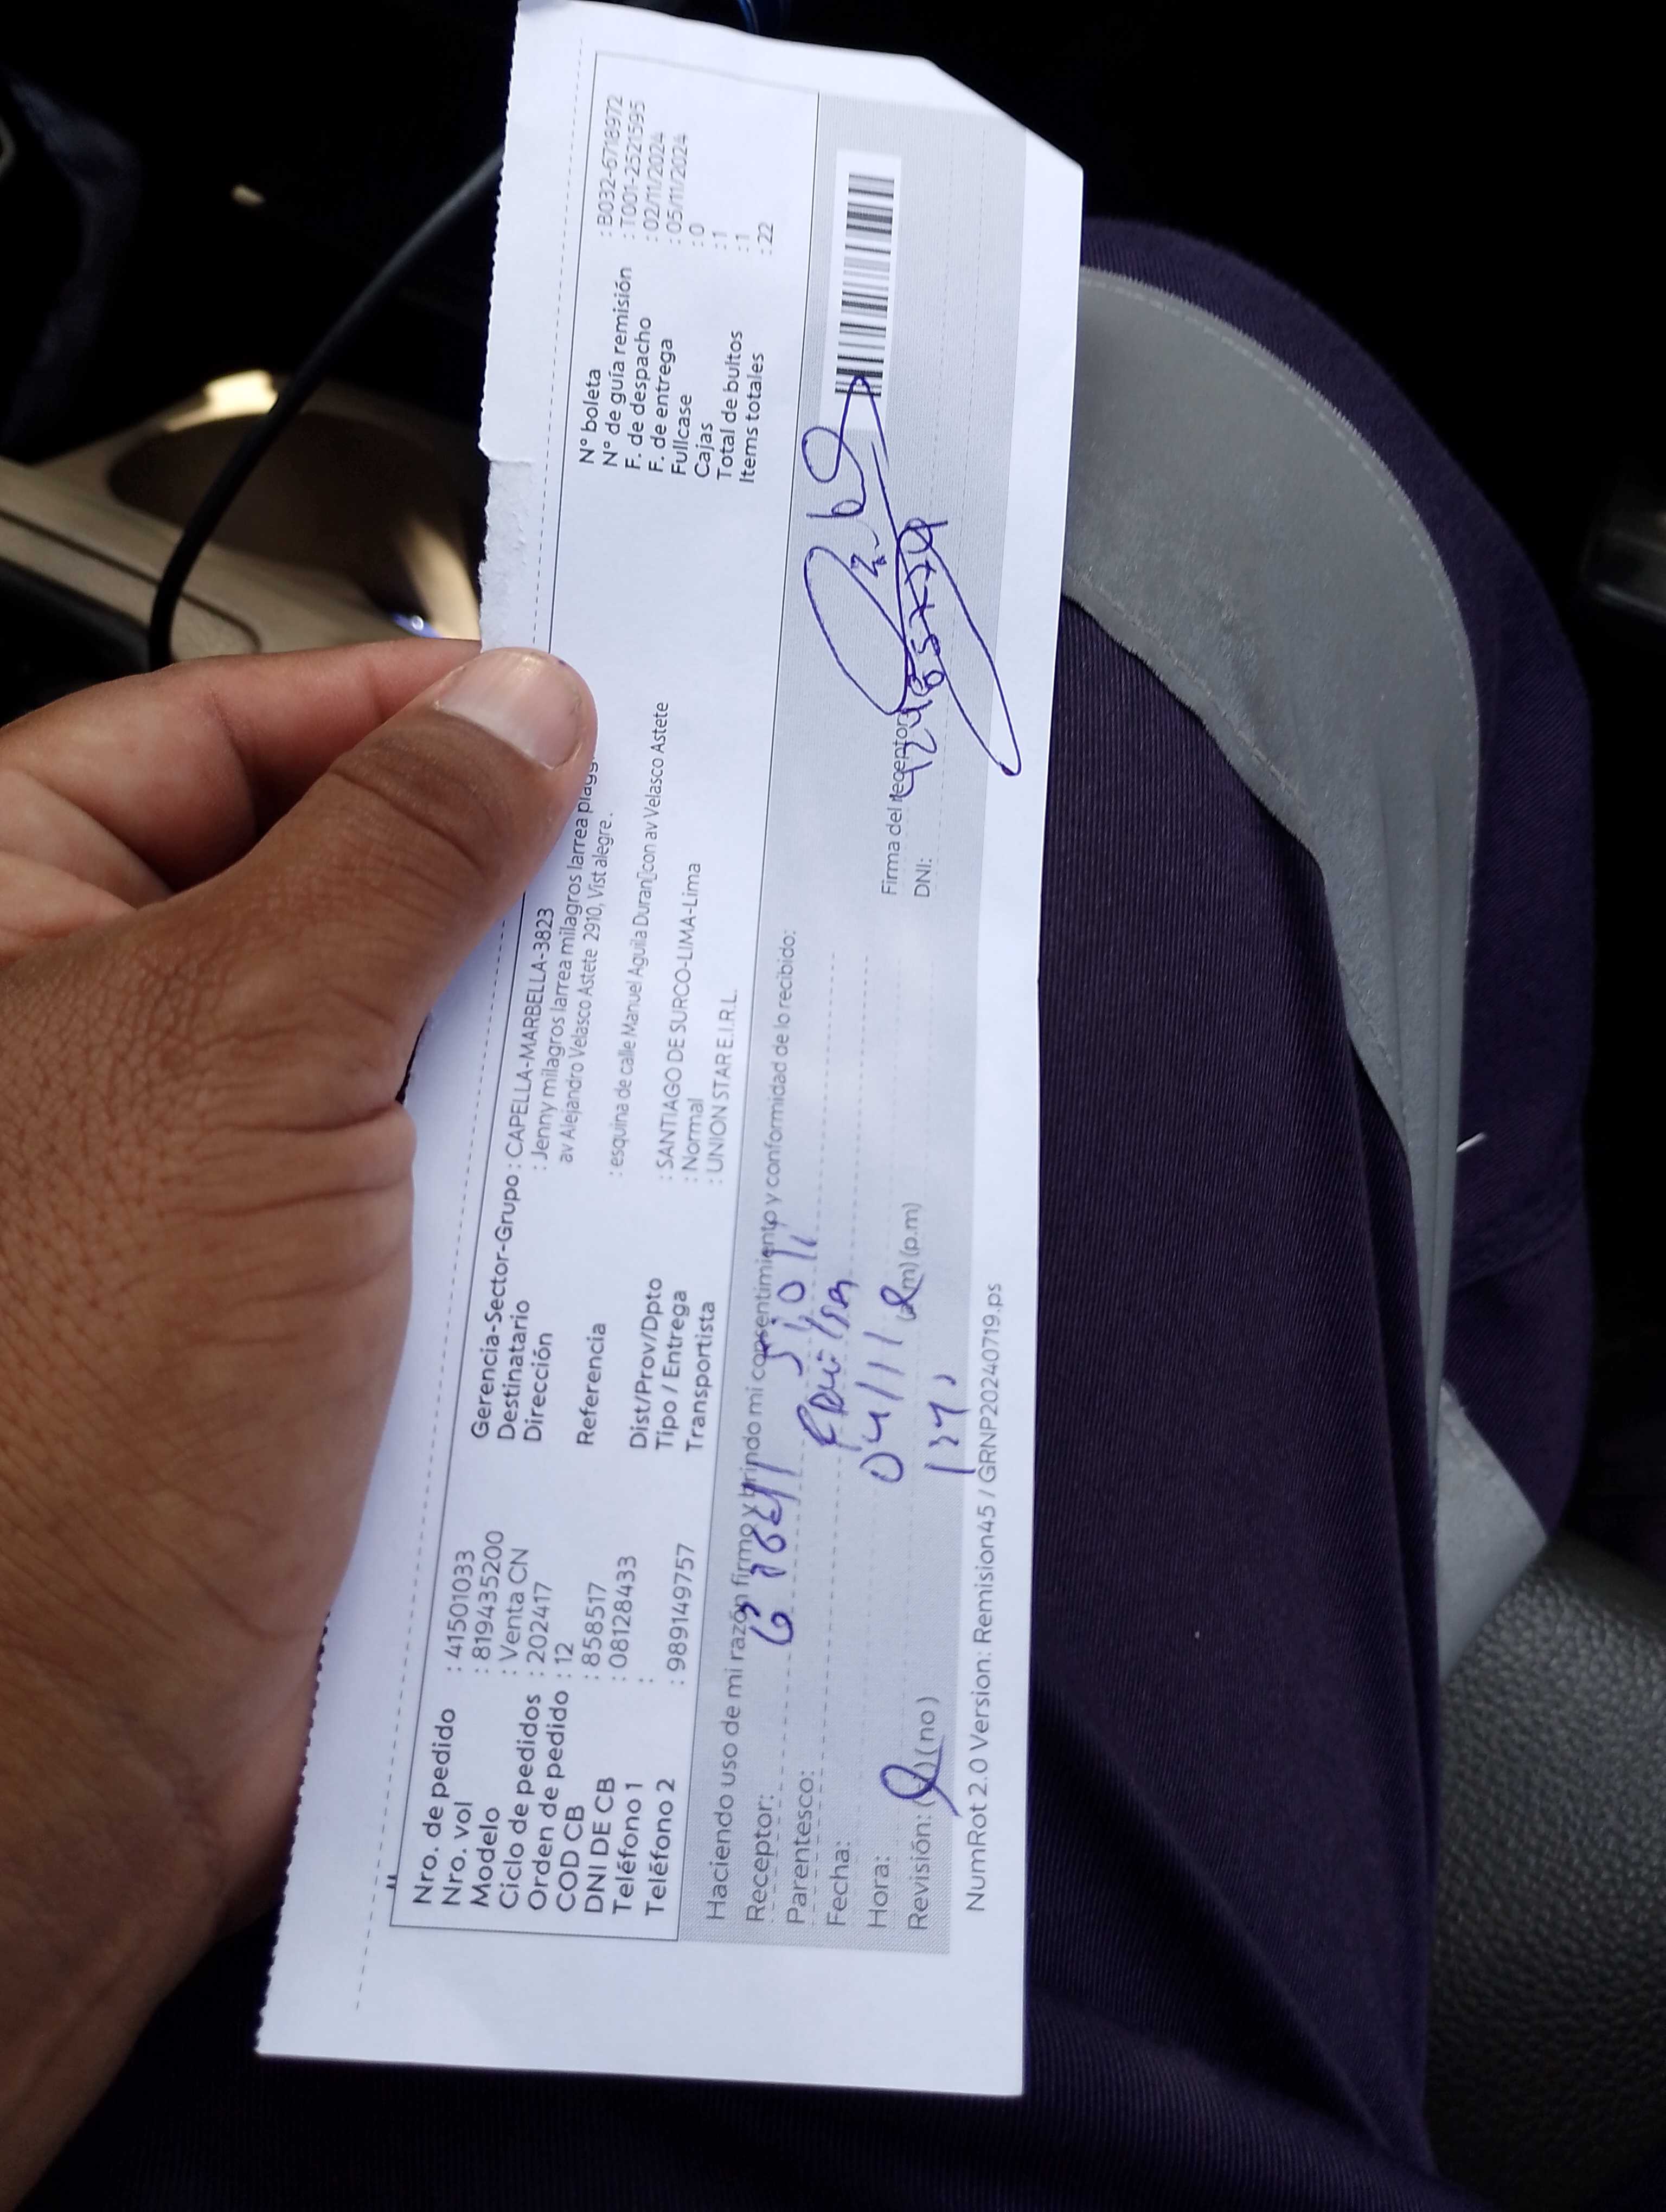 Nro. de pedido : 41501033
Nro. vol : 819435200
Modelo : Venta CN
Ciclo de pedidos : 202417
Orden de pedido : 12
COD CB : 858517
DNI DE CB : 08128433
Teléfono 1 :
Teléfono 2 : 989149757
Gerencia-Sector-Grupo : CAPELLA-MARBELLA-3823
Destinatario : Jenny milagros larrea milagros larrea
Dirección av Alejandro Velasco Astete 2910, Vist alegre.
Referencia : esquina de calle Manuel Aguila Duran con av Velasco Astete
Dist/Prov/Dpto : SANTIAGO DE SURCO-LIMA-Lima
Tipo / Entrega : Normal
Transportista : UNION STAR E.I.R.L.
N° boleta : B032-6718972
N° de guía remisión : T001-2521595
F. de despacho : 02/11/2024
F. de entrega : 05/11/2024
Fullcase : 0
Cajas : 1
Total de bultos : 1
Items totales : 22
Haciendo uso de mi razón firmo y brindo mi consentimiento y conformidad de lo recibido:
Receptor:
Parentesco:
Fecha: 04/11
Hora: (p.m)
Revisión: (no)
Firma del receptor
DNI:
NumRot 2.0 Version: Remision45 / GRNP20240719.ps